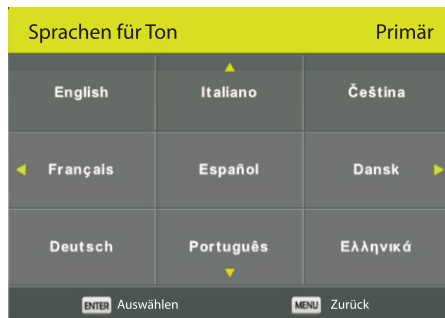 Sprachen für Ton Primär
English Italiano Čeština
Français Español Dansk
Deutsch Português Ελληνικά
ENTER Auswählen MENU Zurück